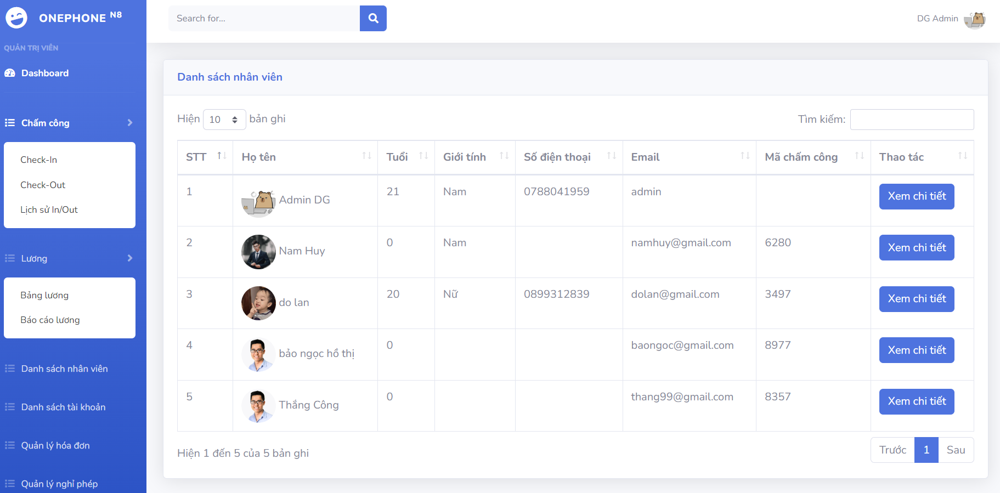 ONEPHONE N8
Search for...
DG Admin
QUẢN TRỊ VIÊN
Dashboard
Chấm công
Check-In
Check-Out
Lịch sử In/Out
Lương
Bảng lương
Báo cáo lương
Danh sách nhân viên
Danh sách tài khoản
Quản lý hóa đơn
Quản lý nghỉ phép
Danh sách nhân viên
Hiện 10 bản ghi
Tìm kiếm:
STT Họ tên Tuổi Giới tính Số điện thoại Email Mã chấm công Thao tác
1 Admin DG 21 Nam 0788041959 admin Xem chi tiết
2 Nam Huy 0 Nam namhuy@gmail.com 6280 Xem chi tiết
3 do lan 20 Nữ 0899312839 dolan@gmail.com 3497 Xem chi tiết
4 bảo ngọc hồ thị 0 baongoc@gmail.com 8977 Xem chi tiết
5 Thắng Công 0 thang99@gmail.com 8357 Xem chi tiết
Hiện 1 đến 5 của 5 bản ghi
Trước 1 Sau